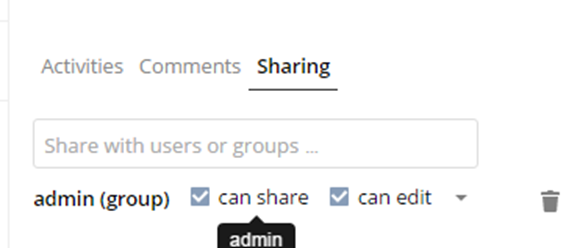 Activities Comments Sharing
Share with users or groups ...
admin (group) can share can edit
admin